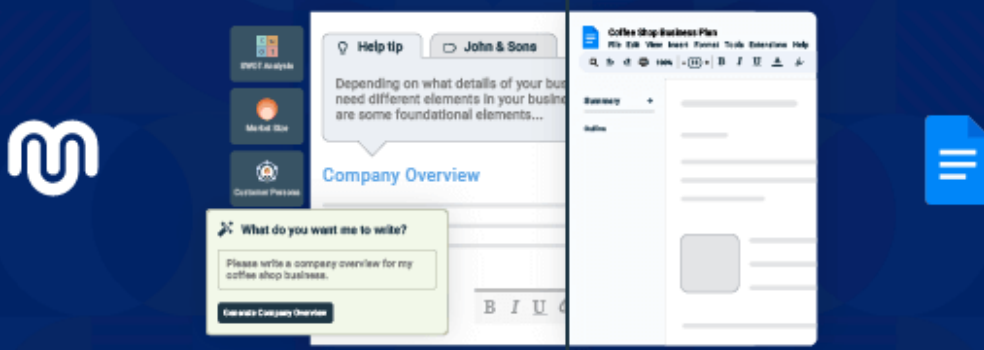 SWOT Analysis
Market Size
Customer Persona
Help tip
John & Sons
Depending on what details of your bus
need different elements in your busine
are some foundational elements...
Company Overview
What do you want me to write?
Please write a company overview for my
coffee shop business.
Generate Company Overview
B I U
Coffee Shop Business Plan
File Edit View Insert Format Tools Extensions Help
100%
B I U A
Summary +
Outline